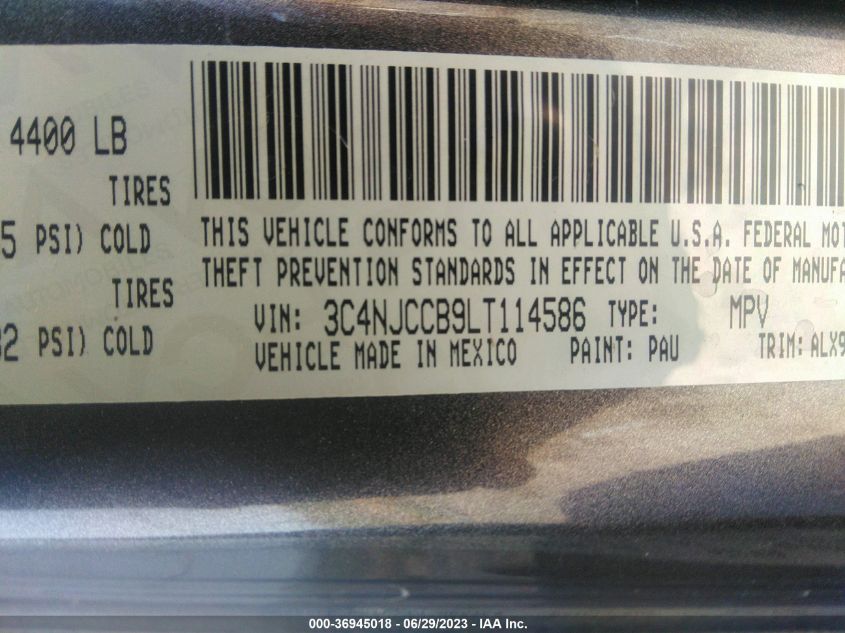 4400 LB
TIRES
5 PSI) COLD
TIRES
32 PSI) COLD
THIS VEHICLE CONFORMS TO ALL APPLICABLE U.S.A. FEDERAL MOT
THEFT PREVENTION STANDARDS IN EFFECT ON THE DATE OF MANUFA
VIN: 3C4NJCCB9LT114586 TYPE: MPV
VEHICLE MADE IN MEXICO PAINT: PAU TRIM: ALX9
000-36945018 - 06/29/2023 - IAA Inc.